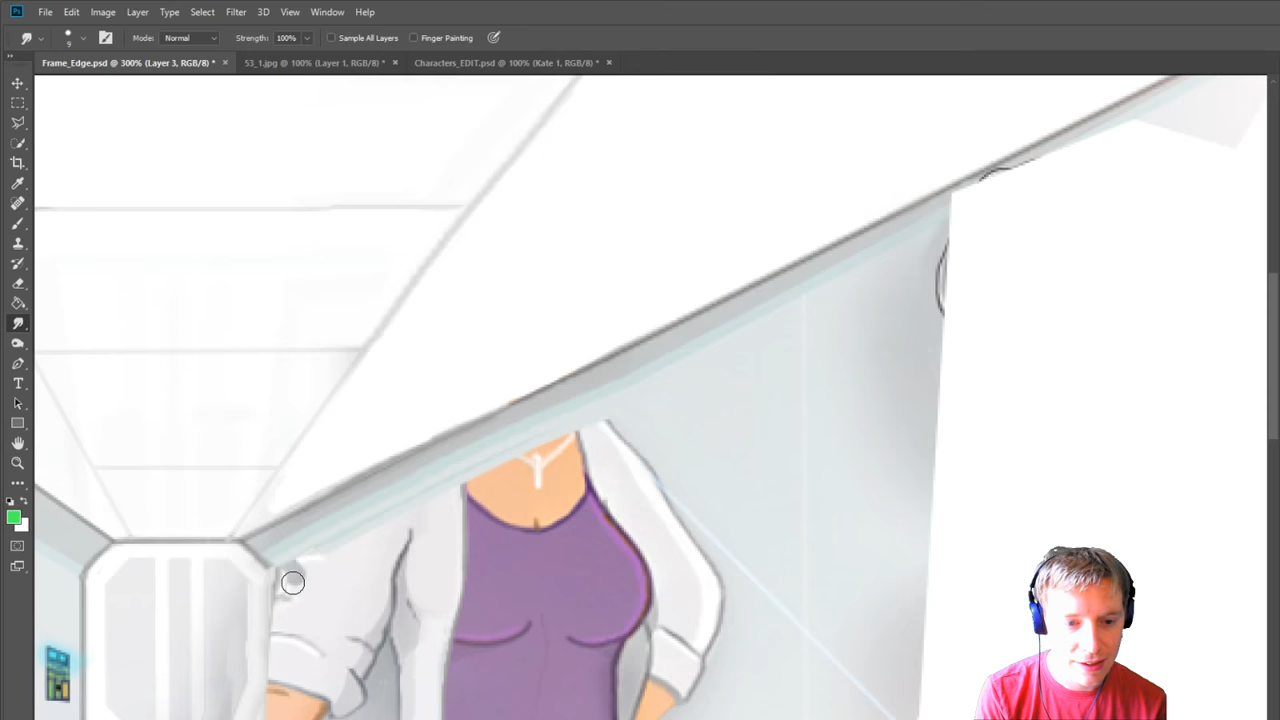 Ps File Edit Image Layer Type Select Filter 3D View Window Help
9 Mode: Normal Strength: 100% Sample All Layers Finger Painting
Frame_Edge.psd @ 300% (Layer 3, RGB/8) * × 53_1.jpg @ 100% (Layer 1, RGB/8) * × Characters_EDIT.psd @ 100% (Kate 1, RGB/8) * ×